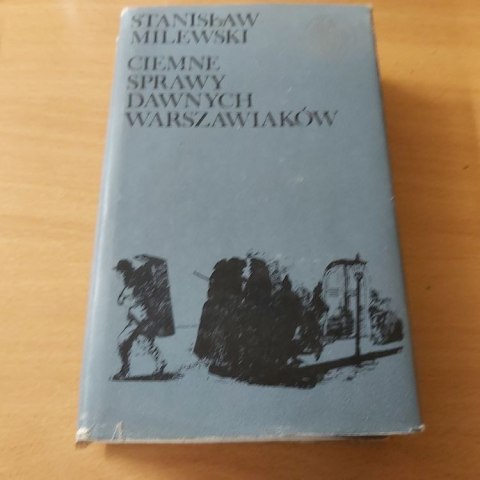 STANISŁAW
MILEWSKI
CIEMNE
SPRAWY
DAWNYCH
WARSZAWIAKÓW